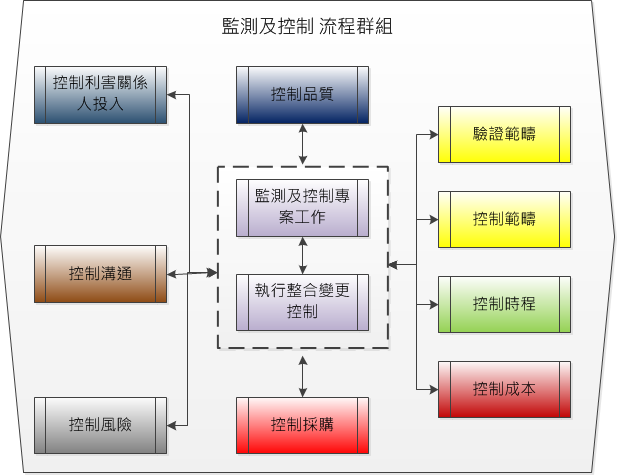 監測及控制 流程群組
控制利害關係
人投入
控制品質
驗證範疇
監測及控制專
案工作
控制範疇
控制溝通
執行整合變更
控制
控制時程
控制成本
控制風險
控制採購